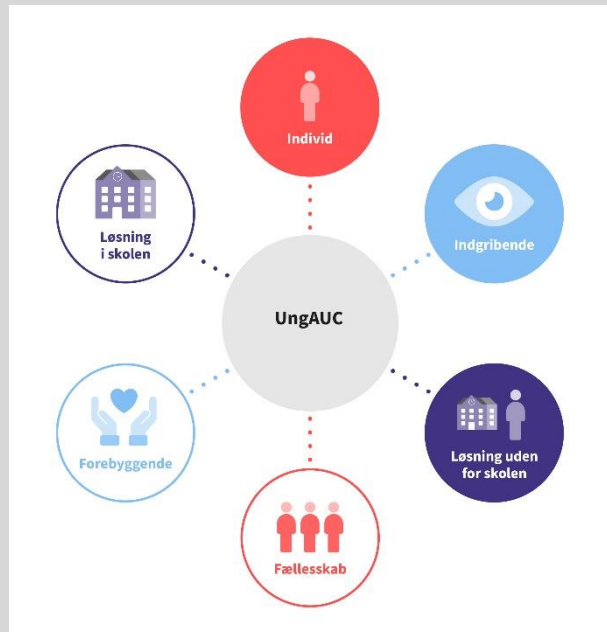 Individ
Løsning
i skolen
Indgribende
UngAUC
Forebyggende
Løsning uden
for skolen
Fællesskab